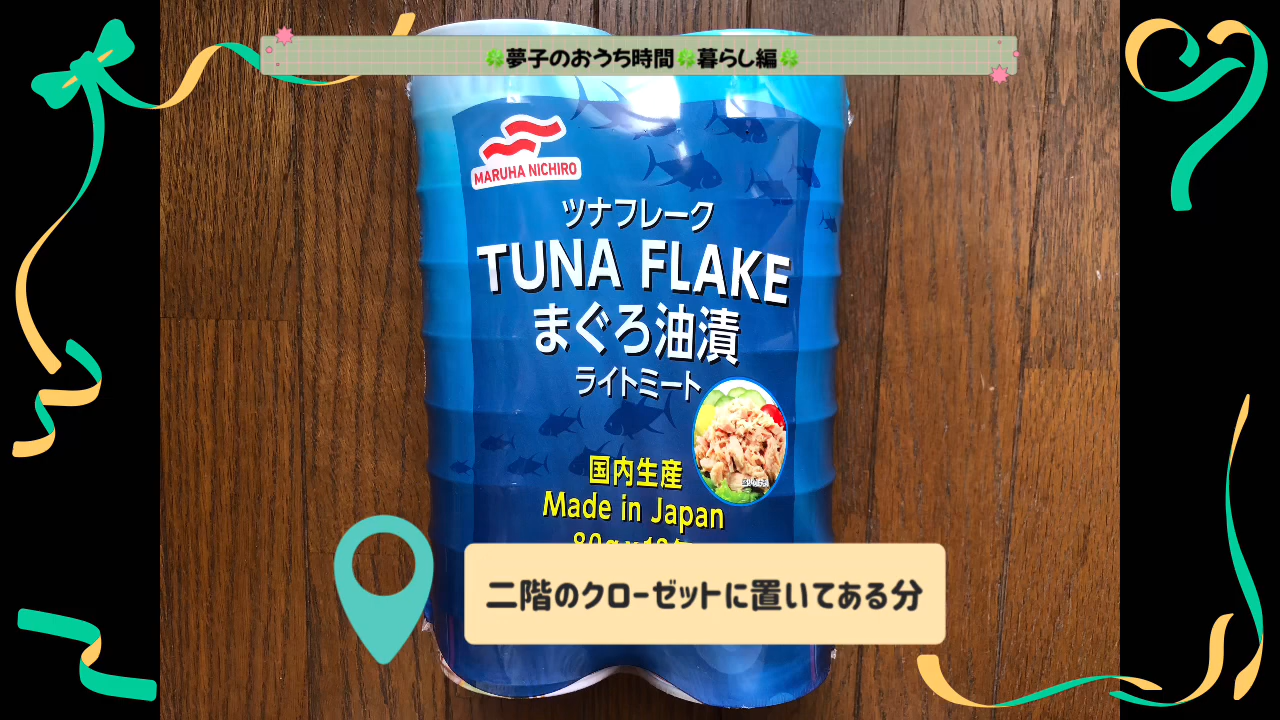 🍀夢子のおうち時間🍀暮らし編🍀
MARUHA NICHIRO
ツナフレーク
TUNA FLAKE
まぐろ油漬
ライトミート
国内生産
Made in Japan
二階のクローゼットに置いてある分